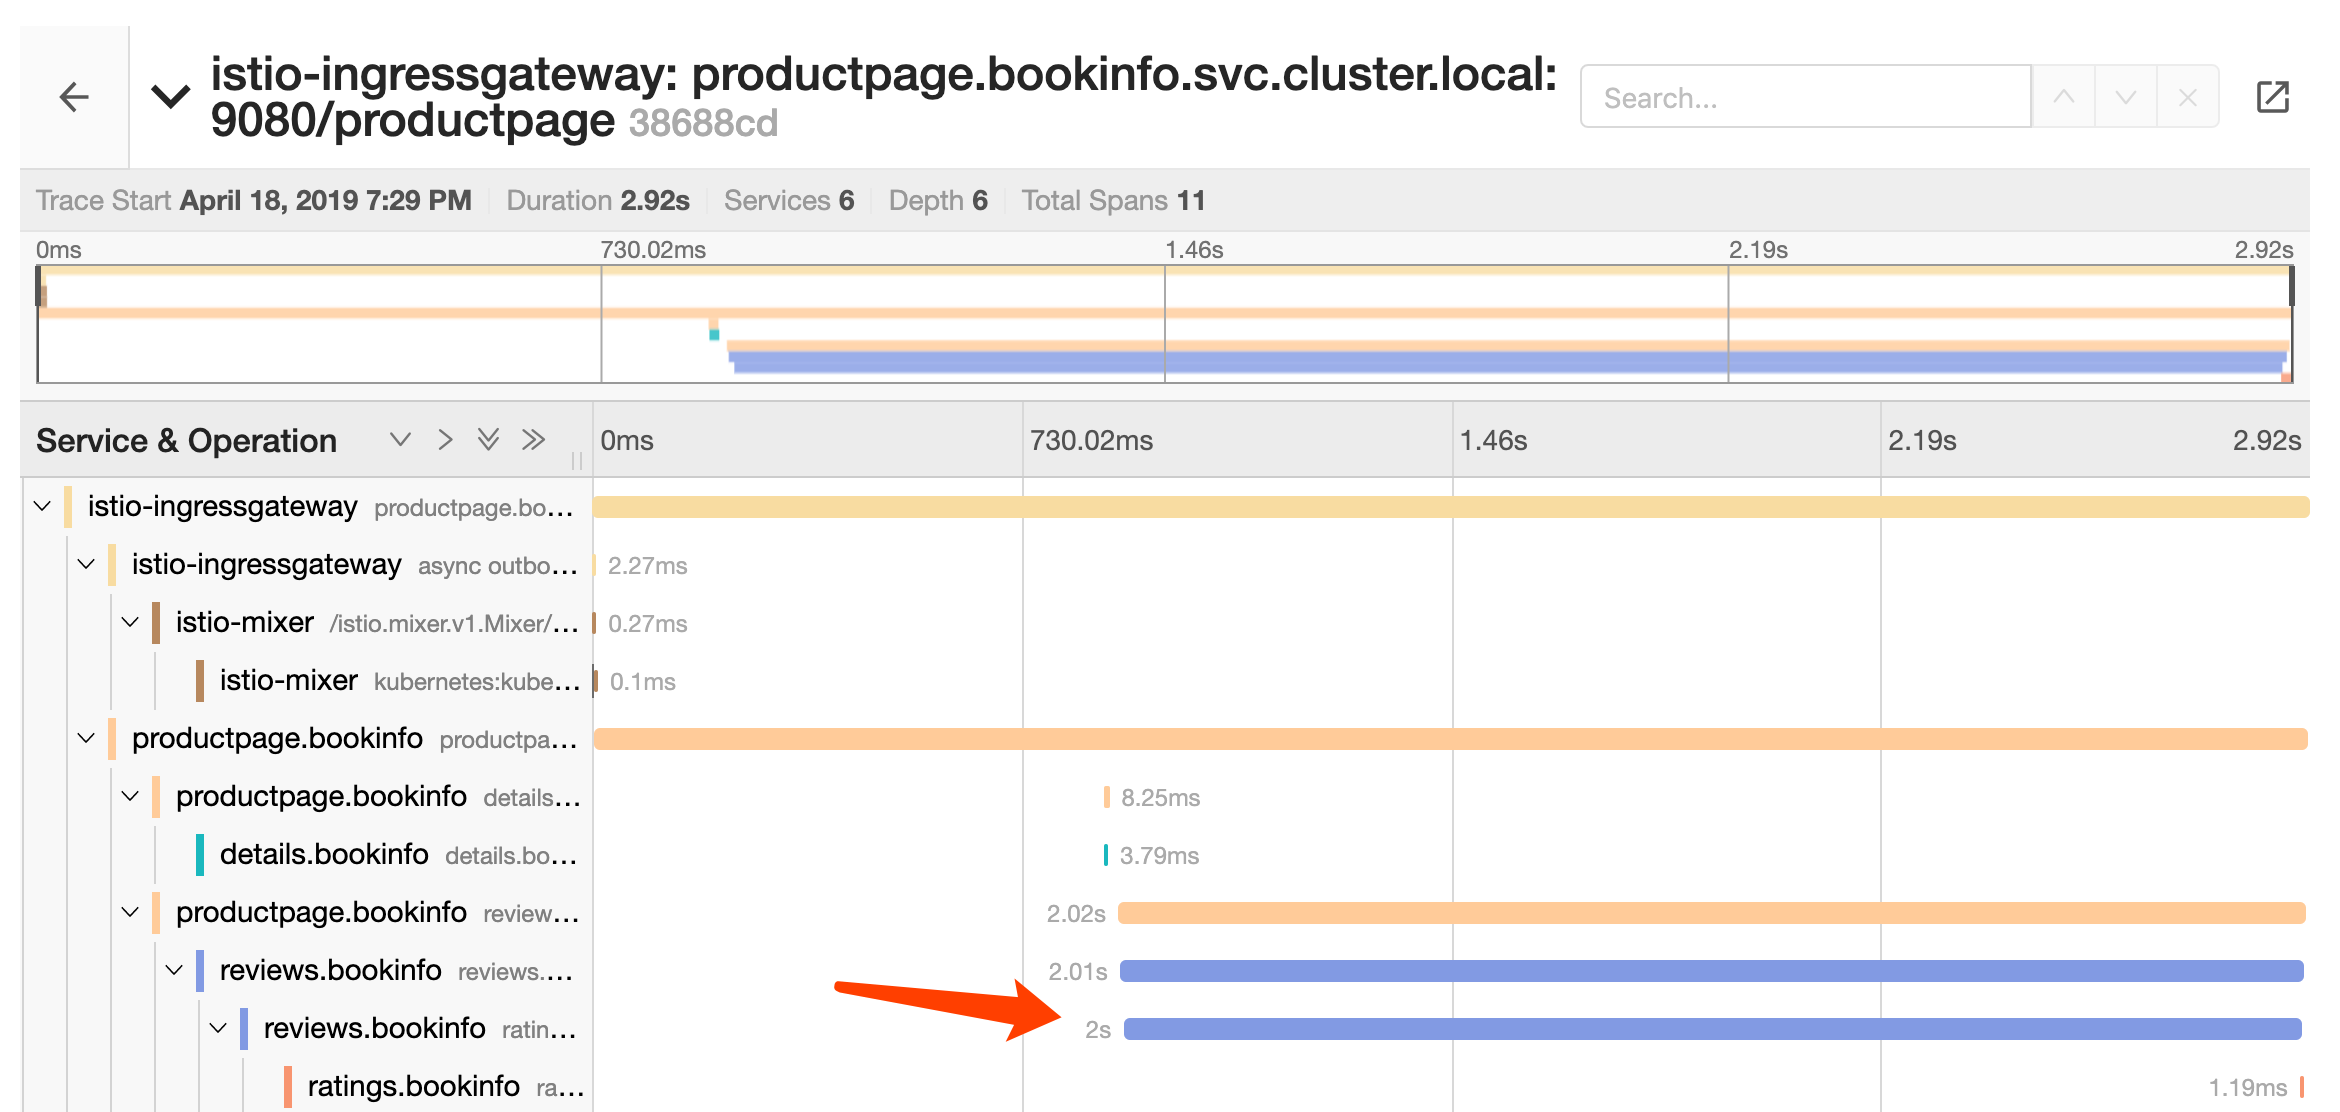 istio-ingressgateway: productpage.bookinfo.svc.cluster.local:
9080/productpage 38688cd
Search...
Trace Start April 18, 2019 7:29 PM Duration 2.92s Services 6 Depth 6 Total Spans 11
0ms 730.02ms 1.46s 2.19s 2.92s
Service & Operation 0ms 730.02ms 1.46s 2.19s 2.92s
istio-ingressgateway productpage.bo...
istio-ingressgateway async outbo... 2.27ms
istio-mixer /istio.mixer.v1.Mixer/... 0.27ms
istio-mixer kubernetes:kube... 0.1ms
productpage.bookinfo productpa...
productpage.bookinfo details... 8.25ms
details.bookinfo details.bo... 3.79ms
productpage.bookinfo review... 2.02s
reviews.bookinfo reviews.... 2.01s
reviews.bookinfo ratin... 2s
ratings.bookinfo ra... 1.19ms